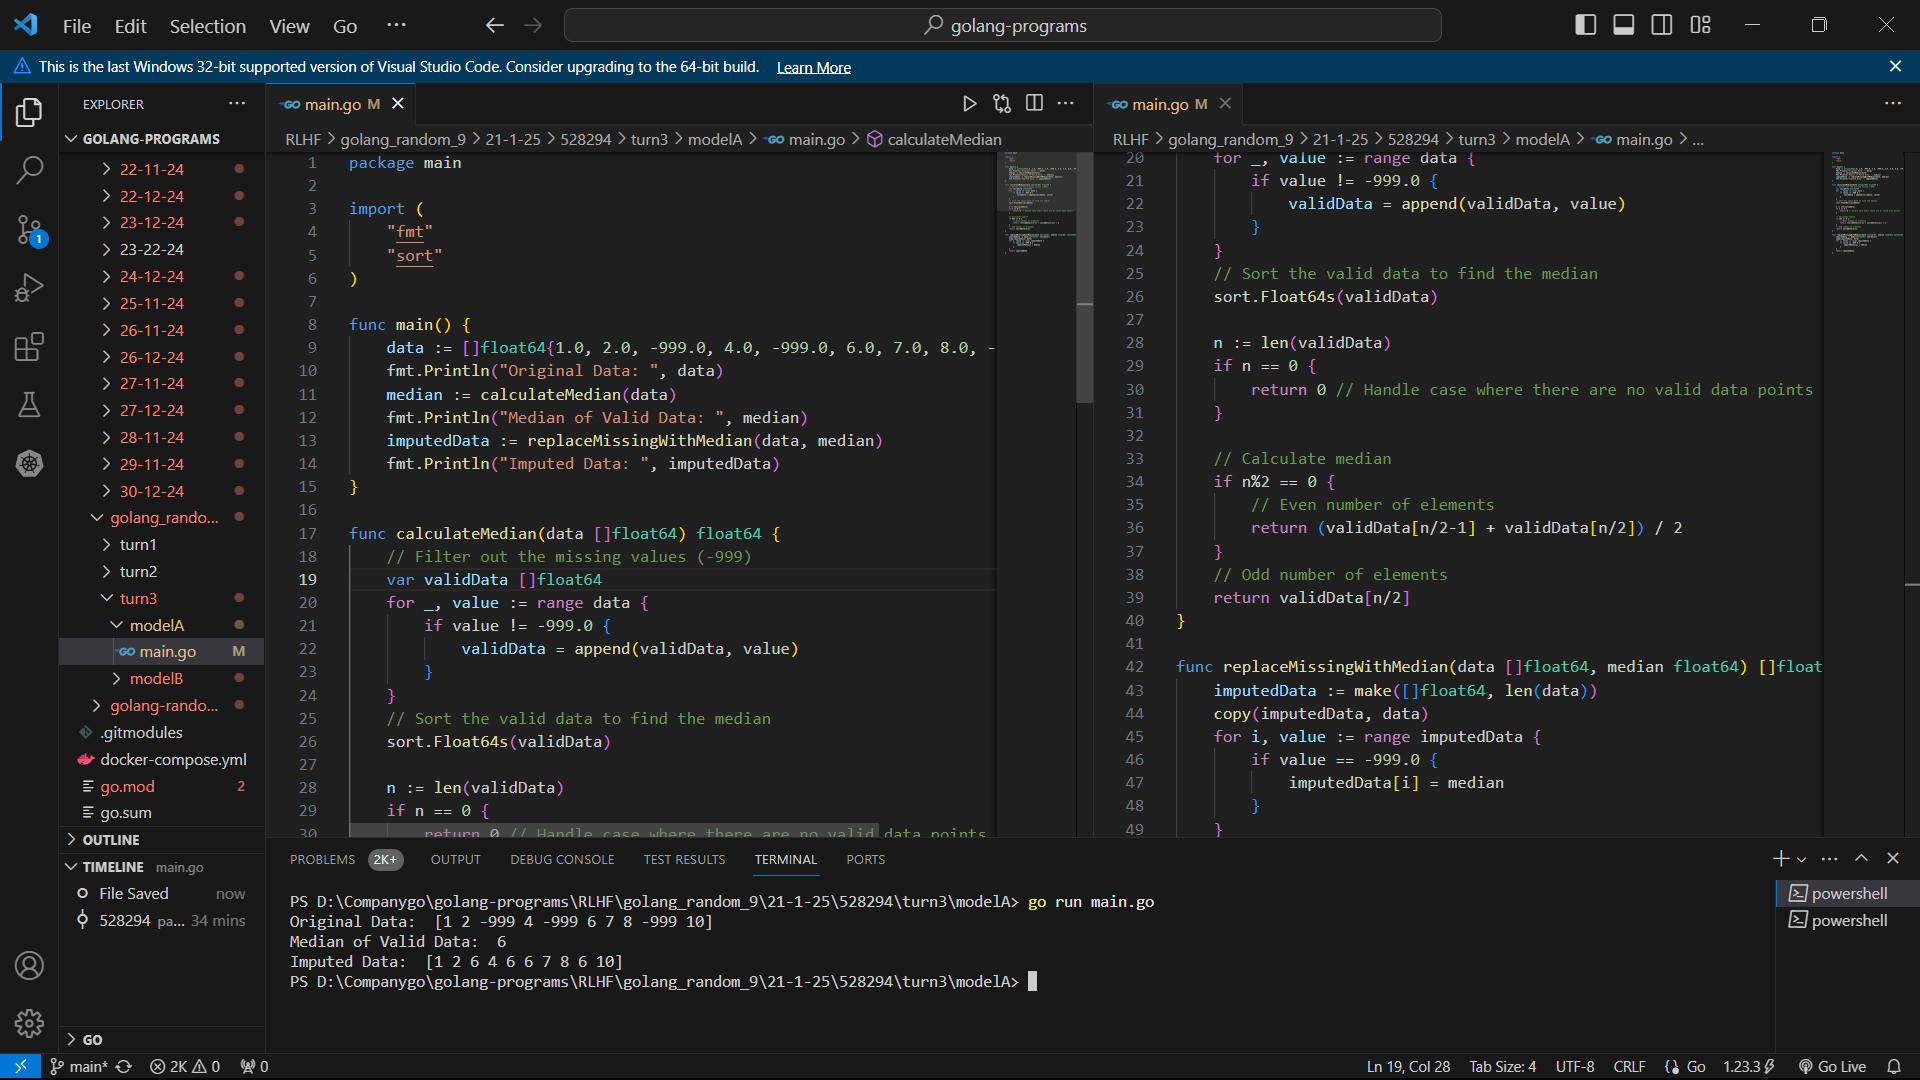 File Edit Selection View Go ··· golang-programs
This is the last Windows 32-bit supported version of Visual Studio Code. Consider upgrading to the 64-bit build. Learn More
EXPLORER
GOLANG-PROGRAMS
22-11-24
22-12-24
23-12-24
23-22-24
24-12-24
25-11-24
26-11-24
26-12-24
27-11-24
27-12-24
28-11-24
29-11-24
30-12-24
golang_rando...
turn1
turn2
turn3
modelA
GO main.go M
modelB
golang-rando...
.gitmodules
docker-compose.yml
go.mod 2
go.sum
OUTLINE
TIMELINE main.go
File Saved now
528294 pa... 34 mins
GO
1
GO main.go M
RLHF > golang_random_9 > 21-1-25 > 528294 > turn3 > modelA > GO main.go > calculateMedian
1 package main
2
3 import (
4 "fmt"
5 "sort"
6 )
7
8 func main() {
9 data := []float64{1.0, 2.0, -999.0, 4.0, -999.0, 6.0, 7.0, 8.0, -
10 fmt.Println("Original Data: ", data)
11 median := calculateMedian(data)
12 fmt.Println("Median of Valid Data: ", median)
13 imputedData := replaceMissingWithMedian(data, median)
14 fmt.Println("Imputed Data: ", imputedData)
15 }
16
17 func calculateMedian(data []float64) float64 {
18 // Filter out the missing values (-999)
19 var validData []float64
20 for _, value := range data {
21 if value != -999.0 {
22 validData = append(validData, value)
23 }
24 }
25 // Sort the valid data to find the median
26 sort.Float64s(validData)
27
28 n := len(validData)
29 if n == 0 {
30 return 0 // Handle case where there are no valid data points
GO main.go M
RLHF > golang_random_9 > 21-1-25 > 528294 > turn3 > modelA > GO main.go > ...
20 for _, value := range data {
21 if value != -999.0 {
22 validData = append(validData, value)
23 }
24 }
25 // Sort the valid data to find the median
26 sort.Float64s(validData)
27
28 n := len(validData)
29 if n == 0 {
30 return 0 // Handle case where there are no valid data points
31 }
32
33 // Calculate median
34 if n%2 == 0 {
35 // Even number of elements
36 return (validData[n/2-1] + validData[n/2]) / 2
37 }
38 // Odd number of elements
39 return validData[n/2]
40 }
41
42 func replaceMissingWithMedian(data []float64, median float64) []float
43 imputedData := make([]float64, len(data))
44 copy(imputedData, data)
45 for i, value := range imputedData {
46 if value == -999.0 {
47 imputedData[i] = median
48 }
49 }
PROBLEMS 2K+ OUTPUT DEBUG CONSOLE TEST RESULTS TERMINAL PORTS
PS D:\Companygo\golang-programs\RLHF\golang_random_9\21-1-25\528294\turn3\modelA> go run main.go
Original Data:  [1 2 -999 4 -999 6 7 8 -999 10]
Median of Valid Data:  6
Imputed Data:  [1 2 6 4 6 6 7 8 6 10]
PS D:\Companygo\golang-programs\RLHF\golang_random_9\21-1-25\528294\turn3\modelA>
powershell
powershell
main* 2K 0 0 Ln 19, Col 28 Tab Size: 4 UTF-8 CRLF {} Go 1.23.3 Go Live